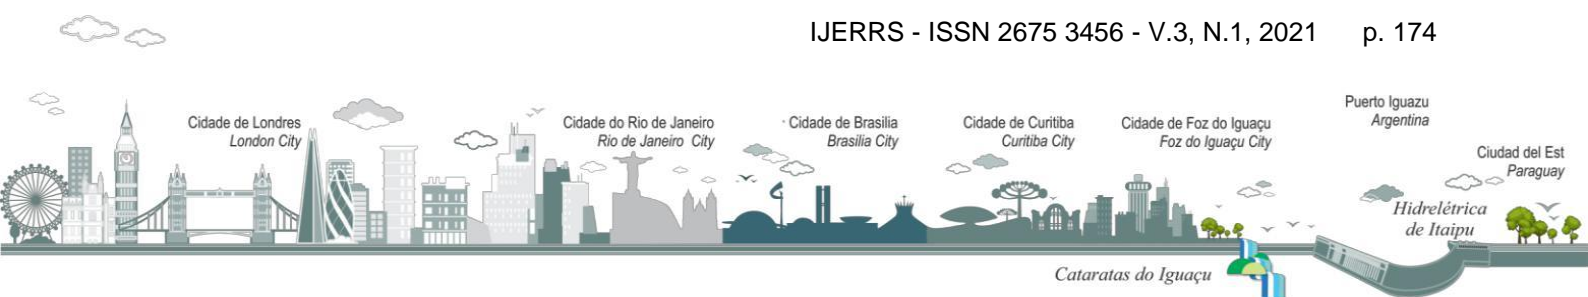 IJERRS - ISSN 2675 3456 - V.3, N.1, 2021 p. 174
Cidade de Londres
London City
Cidade do Rio de Janeiro
Rio de Janeiro City
Cidade de Brasilia
Brasilia City
Cidade de Curitiba
Curitiba City
Cidade de Foz do Iguaçu
Foz do Iguaçu City
Puerto Iguazu
Argentina
Ciudad del Est
Paraguay
Hidrelétrica
de Itaipu
Cataratas do Iguaçu